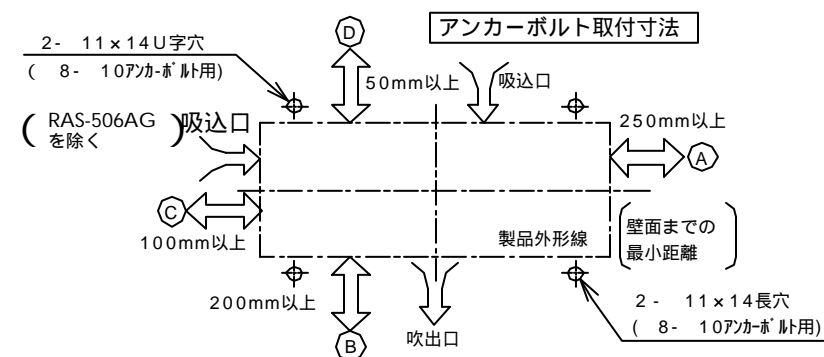 アンカーボルト取付寸法
2- 11×14U字穴
( 8- 10ｱﾝｶｰﾎﾞﾙﾄ用)
D
50mm以上
吸込口
250mm以上
( RAS-506AG を除く )
吸込口
A
C
100mm以上
製品外形線
壁面までの
最小距離
200mm以上
B
吹出口
2- 11×14長穴
( 8- 10ｱﾝｶｰﾎﾞﾙﾄ用)